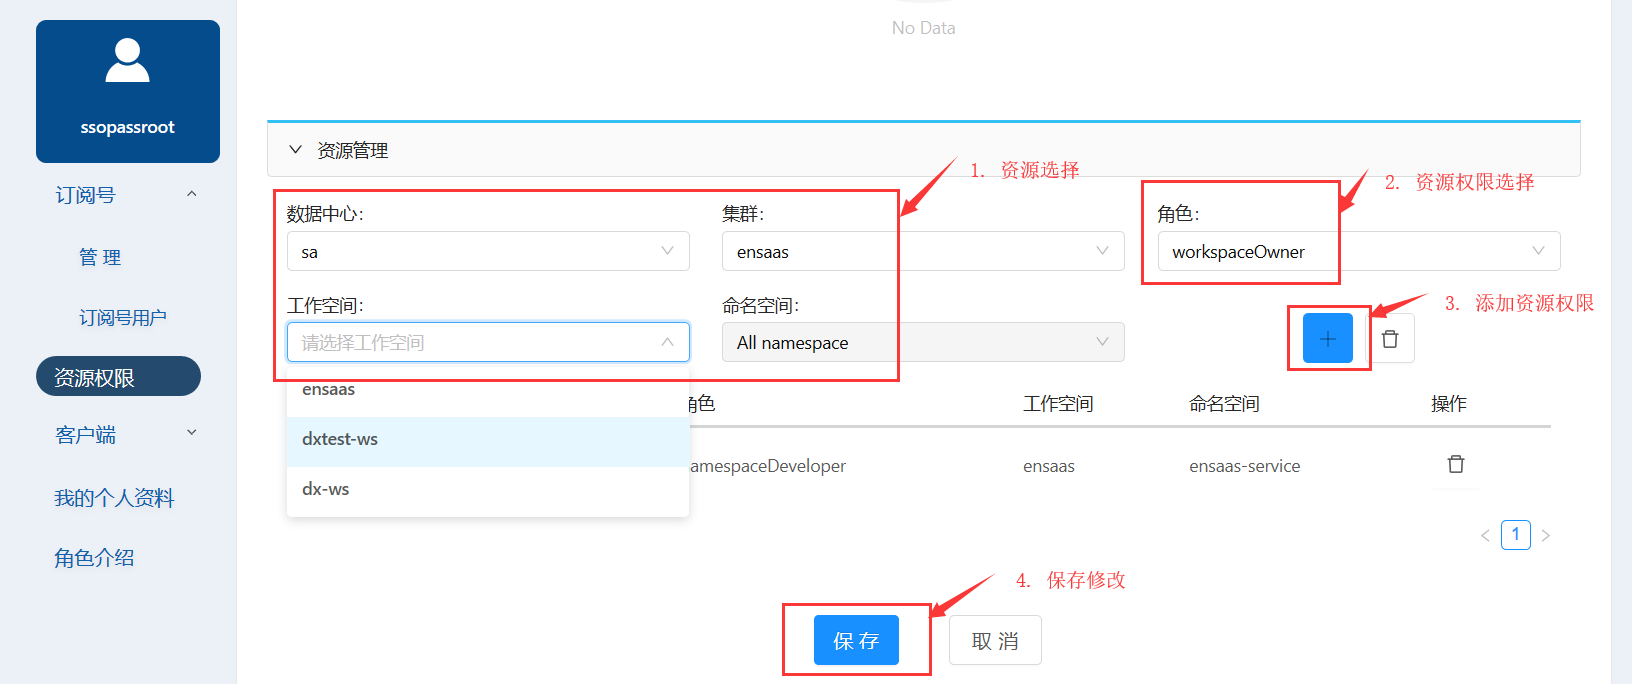 No Data
ssopassroot
订阅号
管 理
订阅号用户
资源权限
客户端
我的个人资料
角色介绍
资源管理
1. 资源选择
2. 资源权限选择
数据中心:
集群:
角色:
sa
ensaas
workspaceOwner
工作空间:
命名空间:
3. 添加资源权限
请选择工作空间
All namespace
ensaas
dxtest-ws
dx-ws
角色
工作空间
命名空间
操作
amespaceDeveloper
ensaas
ensaas-service
1
4. 保存修改
保 存
取 消